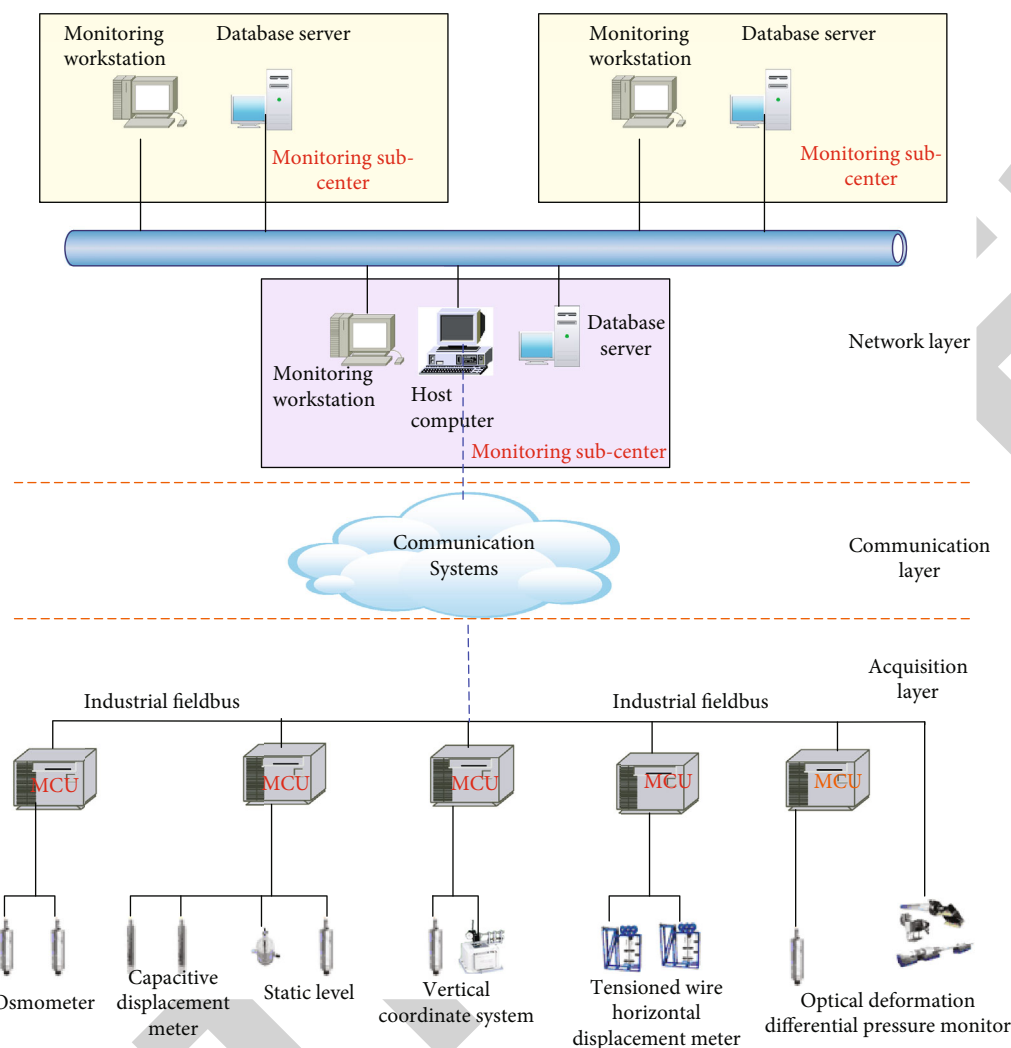 Monitoring
workstation
Database server
Monitoring sub-
center
Monitoring
workstation
Database server
Monitoring sub-
center
Monitoring
workstation
Host
computer
Database
server
Monitoring sub-center
Network layer
Communication
Systems
Communication
layer
Acquisition
layer
Industrial fieldbus
Industrial fieldbus
MCU
MCU
MCU
MCU
MCU
Osmometer
Capacitive
displacement
meter
Static level
Vertical
coordinate system
Tensioned wire
horizontal
displacement meter
Optical deformation
differential pressure monitor